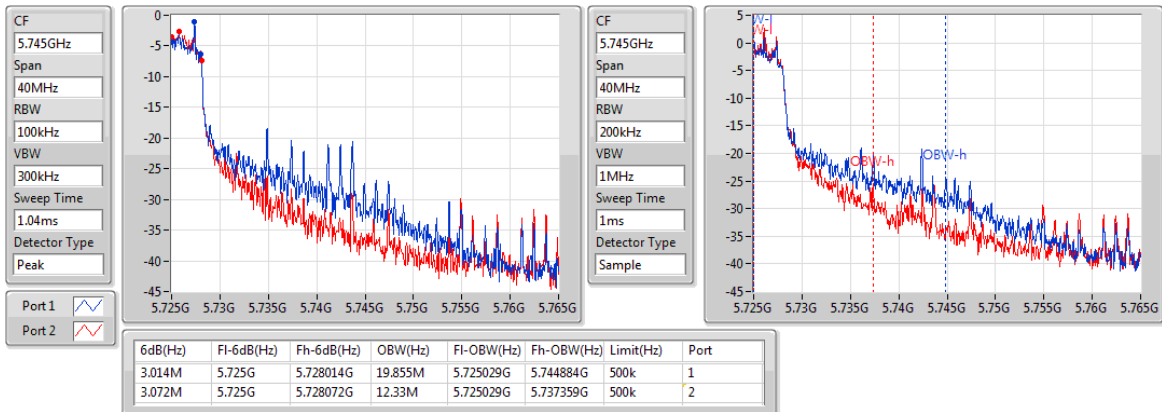 CF
5.745GHz
Span
40MHz
RBW
100kHz
VBW
300kHz
Sweep Time
1.04ms
Detector Type
Peak
Port 1
Port 2
0
-5
-10
-15
-20
-25
-30
-35
-40
-45
5.725G 5.73G 5.735G 5.74G 5.745G 5.75G 5.755G 5.76G 5.765G
CF
5.745GHz
Span
40MHz
RBW
200kHz
VBW
1MHz
Sweep Time
1ms
Detector Type
Sample
5
0
-5
-10
-15
-20
-25
-30
-35
-40
-45
OBW-h OBW-h
5.725G 5.73G 5.735G 5.74G 5.745G 5.75G 5.755G 5.76G 5.765G
6dB(Hz) Fl-6dB(Hz) Fh-6dB(Hz) OBW(Hz) Fl-OBW(Hz) Fh-OBW(Hz) Limit(Hz) Port
3.014M 5.725G 5.728014G 19.855M 5.725029G 5.744884G 500k 1
3.072M 5.725G 5.728072G 12.33M 5.725029G 5.737359G 500k 2